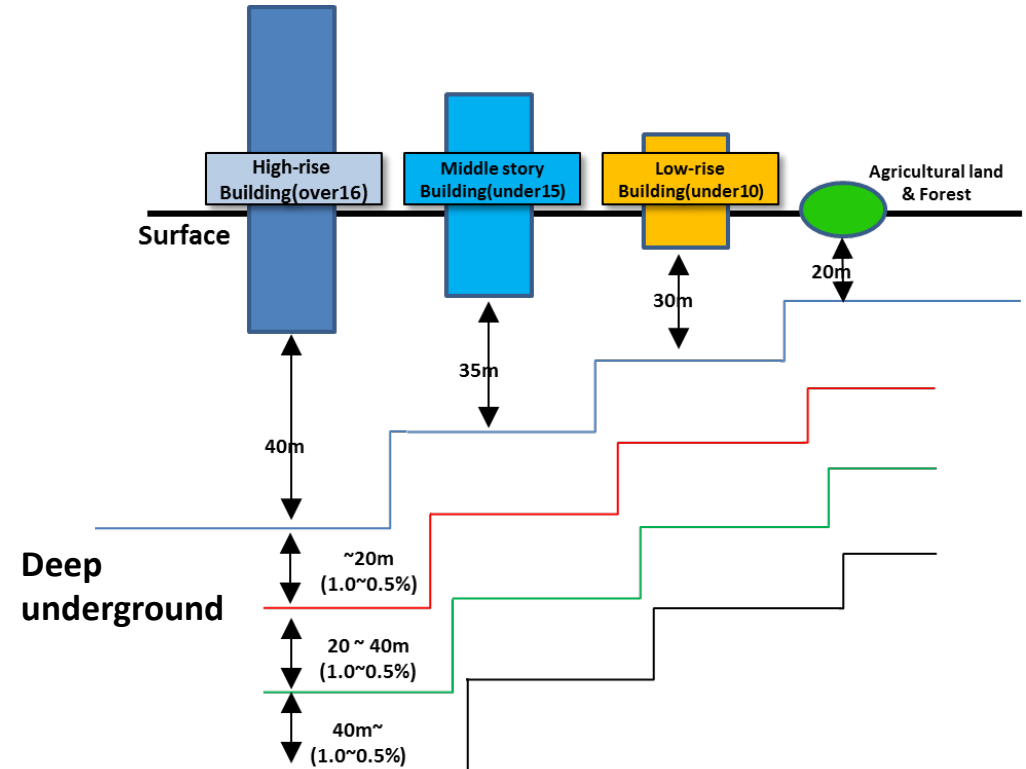 High-rise
Building(over16)
Middle story
Building(under15)
Low-rise
Building(under10)
Agricultural land
& Forest
Surface
20m
30m
35m
40m
Deep
underground
~20m
(1.0~0.5%)
20 ~ 40m
(1.0~0.5%)
40m~
(1.0~0.5%)